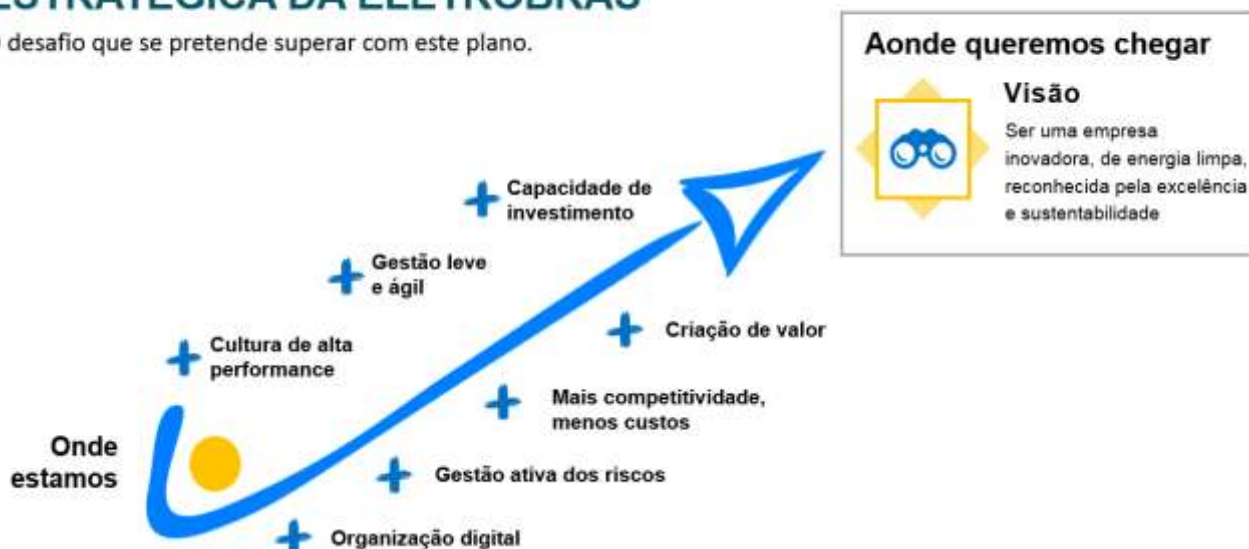 ESTRATÉGICA DA ELETROBRAS
desafio que se pretende superar com este plano.
Aonde queremos chegar
Visão
Ser uma empresa
inovadora, de energia limpa,
reconhecida pela excelência
e sustentabilidade
Capacidade de
investimento
Gestão leve
e ágil
Criação de valor
Cultura de alta
performance
Mais competitividade,
menos custos
Onde
estamos
Gestão ativa dos riscos
Organização digital